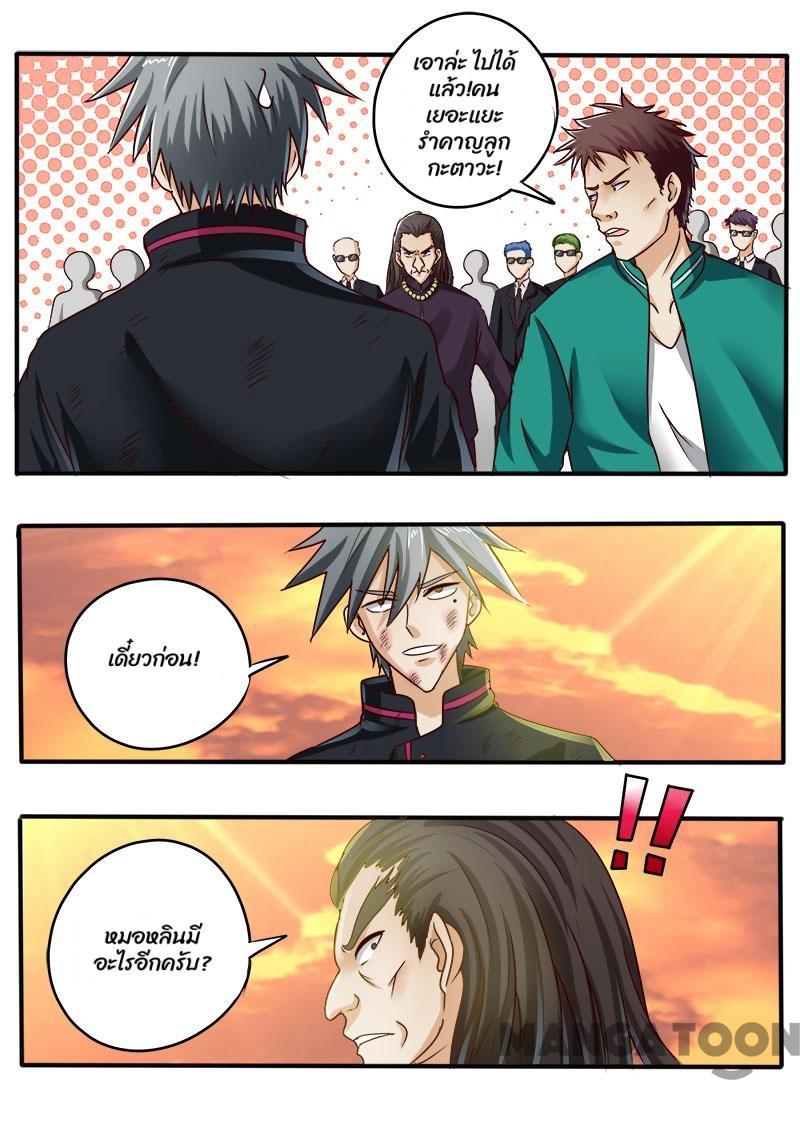 เอาล่ะ ไปได้
แล้ว!คน
เยอะแยะ
รำคาญลูก
กะตาวะ!
เดี๋ยวก่อน!
!!
หมอหลินมี
อะไรอีกครับ?
MANGATOON